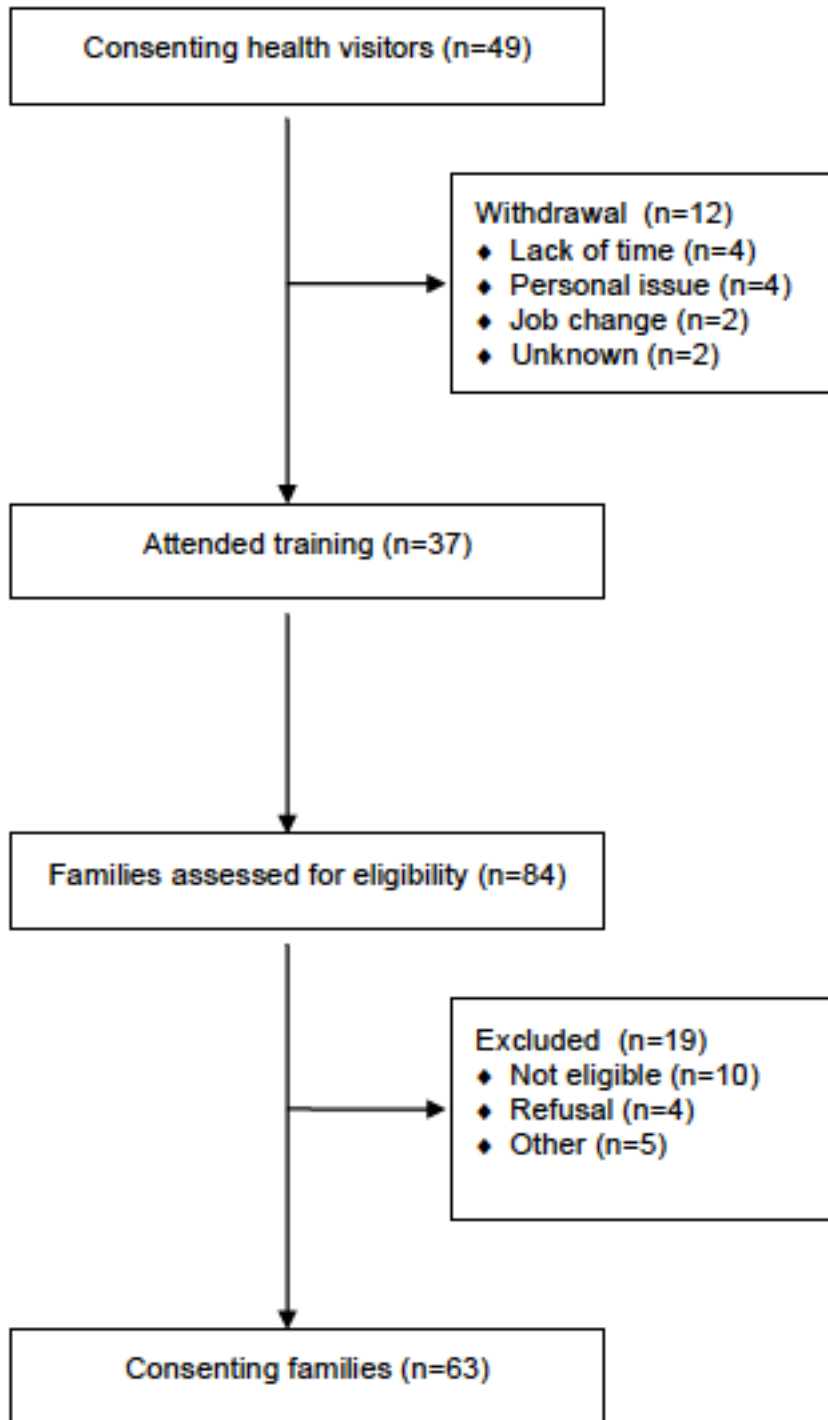 Consenting health visitors (n=49)
Withdrawal (n=12)
♦ Lack of time (n=4)
♦ Personal issue (n=4)
♦ Job change (n=2)
♦ Unknown (n=2)
Attended training (n=37)
Families assessed for eligibility (n=84)
Excluded (n=19)
♦ Not eligible (n=10)
♦ Refusal (n=4)
♦ Other (n=5)
Consenting families (n=63)